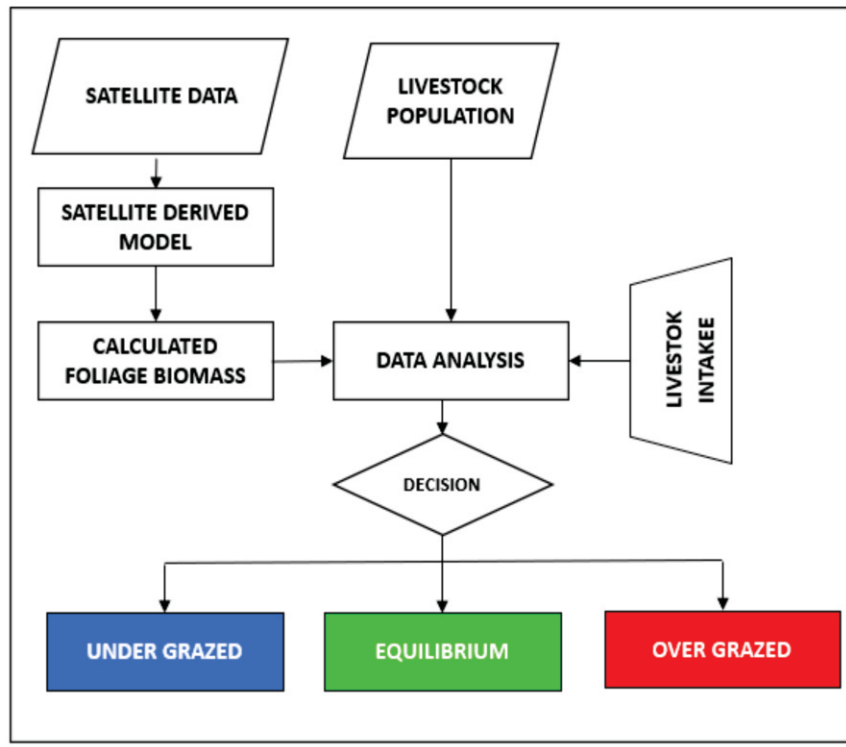 SATELLITE DATA
LIVESTOCK
POPULATION
SATELLITE DERIVED
MODEL
CALCULATED
FOLIAGE BIOMASS
DATA ANALYSIS
LIVESTOK
INTAKEE
DECISION
UNDER GRAZED
EQUILIBRIUM
OVER GRAZED